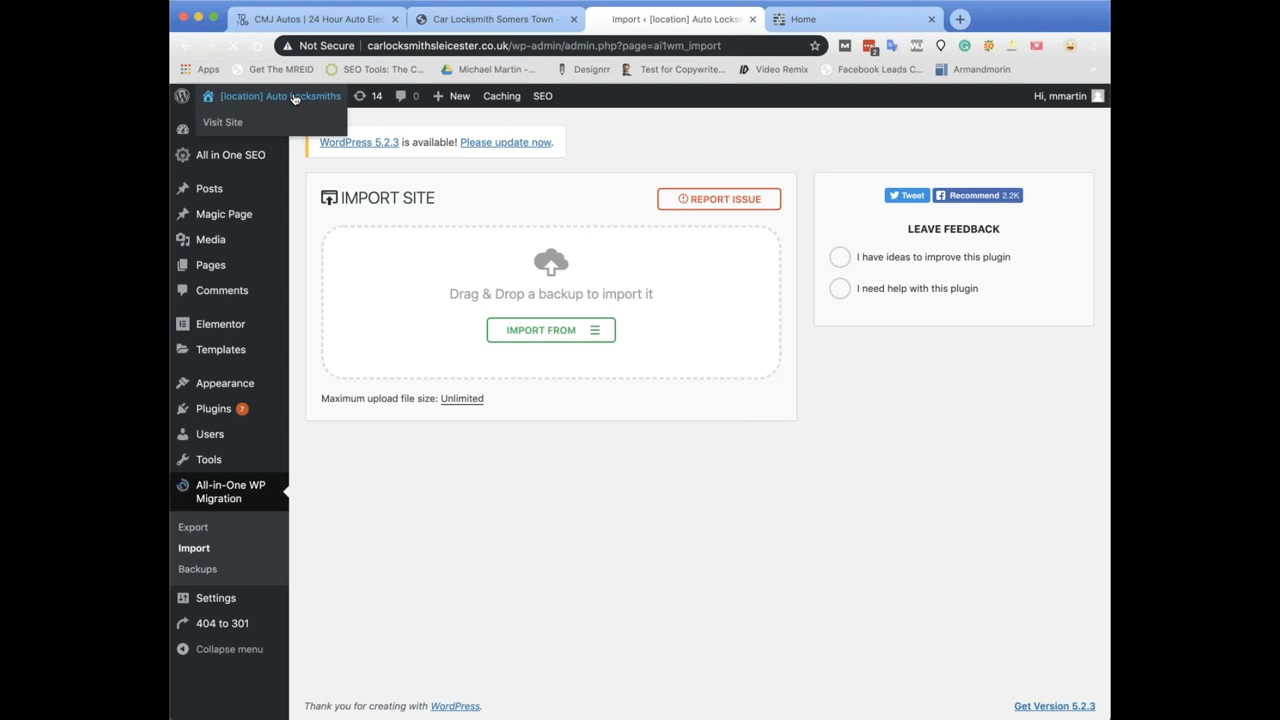 CMJ Autos | 24 Hour Auto Elec
Car Locksmith Somers Town -
Import ‹ [location] Auto Locks
Home
Not Secure
carlocksmithsleicester.co.uk/wp-admin/admin.php?page=ai1wm_import
Apps
Get The MREID
SEO Tools: The C...
Michael Martin -...
Designrr
Test for Copywrite...
Video Remix
Facebook Leads C...
Armandmorin
[location] Auto Locksmiths
14
0
New
Caching
SEO
Hi, mmartin
Visit Site
WordPress 5.2.3 is available! Please update now.
All in One SEO
Posts
Magic Page
Media
Pages
Comments
Elementor
Templates
Appearance
Plugins 7
Users
Tools
All-in-One WP
Migration
Export
Import
Backups
Settings
404 to 301
Collapse menu
IMPORT SITE
REPORT ISSUE
Drag & Drop a backup to import it
IMPORT FROM
Maximum upload file size: Unlimited
Tweet
Recommend 2.2K
LEAVE FEEDBACK
I have ideas to improve this plugin
I need help with this plugin
Thank you for creating with WordPress.
Get Version 5.2.3